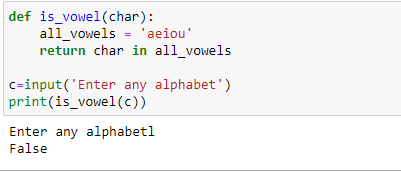 def is_vowel(char):
    all_vowels = 'aeiou'
    return char in all_vowels
c=input('Enter any alphabet')
print(is_vowel(c))
Enter any alphabetl
False